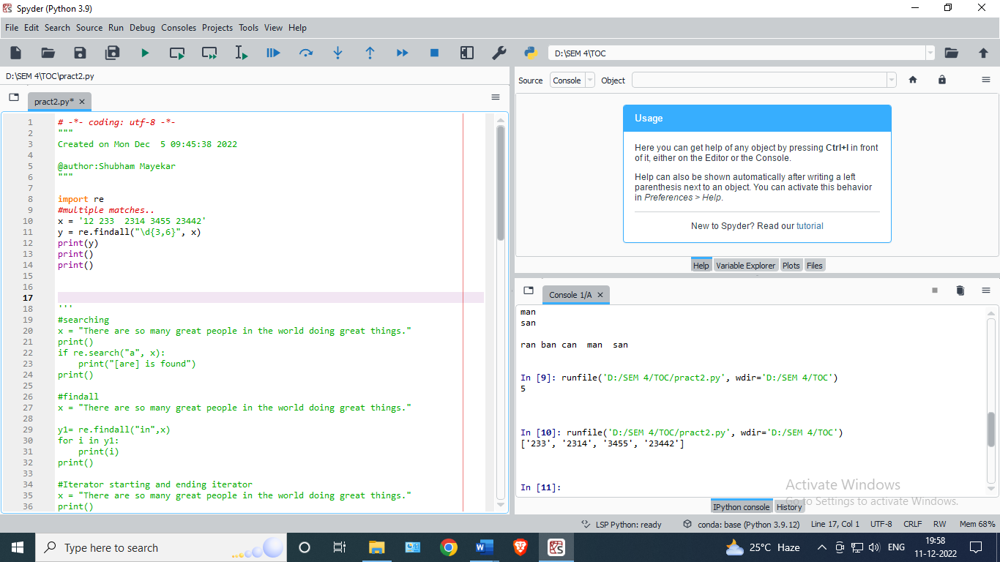 Spyder (Python 3.9)
File Edit Search Source Run Debug Consoles Projects Tools View Help
D:\SEM 4\TOC
D:\SEM 4\TOC\pract2.py
pract2.py*
1 # -*- coding: utf-8 -*-
2 """
3 Created on Mon Dec  5 09:45:38 2022
4
5 @author:Shubham Mayekar
6 """
7
8 import re
9 #multiple matches..
10 x = '12 233  2314 3455 23442'
11 y = re.findall("\d{3,6}", x)
12 print(y)
13 print()
14 print()
15
16
17
18 '''
19 #searching
20 x = "There are so many great people in the world doing great things."
21 print()
22 if re.search("a", x):
23     print("[are] is found")
24 print()
25
26 #findall
27 x = "There are so many great people in the world doing great things."
28
29 y1= re.findall("in",x)
30 for i in y1:
31     print(i)
32 print()
33
34 #Iterator starting and ending iterator
35 x = "There are so many great people in the world doing great things."
36 print()
Source Console Object
Usage
Here you can get help of any object by pressing Ctrl+I in front
of it, either on the Editor or the Console.
Help can also be shown automatically after writing a left
parenthesis next to an object. You can activate this behavior
in Preferences > Help.
New to Spyder? Read our tutorial
Help Variable Explorer Plots Files
Console 1/A
man
san
ran ban can  man  san
In [9]: runfile('D:/SEM 4/TOC/pract2.py', wdir='D:/SEM 4/TOC')
5
In [10]: runfile('D:/SEM 4/TOC/pract2.py', wdir='D:/SEM 4/TOC')
['233', '2314', '3455', '23442']
In [11]:
Activate Windows
Go to Settings to activate Windows.
IPython console History
LSP Python: ready conda: base (Python 3.9.12) Line 17, Col 1 UTF-8 CRLF RW Mem 68%
Type here to search
25°C Haze
ENG
19:58
11-12-2022